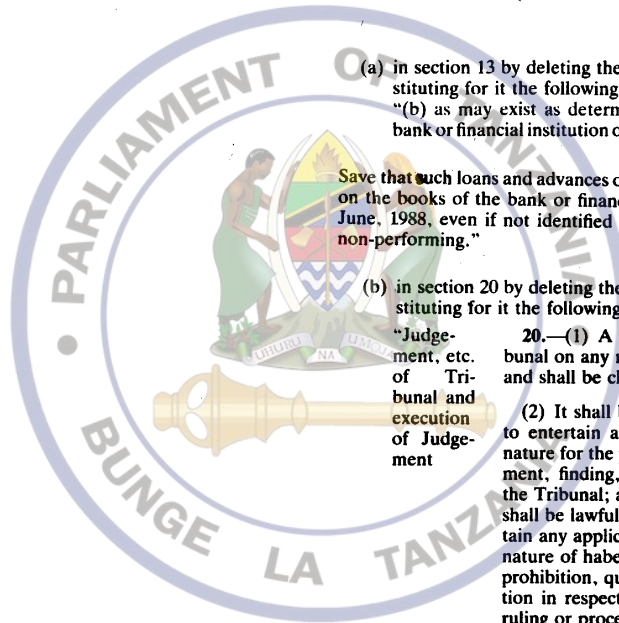 PARLIAMENT OF TANZANIA
(a) in section 13 by deleting the
stituting for it the following
"(b) as may exist as determ
bank or financial institution o
Save that such loans and advances o
on the books of the bank or finan
June, 1988, even if not identified
non-performing."
(b) in section 20 by deleting the
stituting for it the following
"Judge-
ment, etc.
of Tri-
bunal and
execution
of Judge-
ment
20.—(1) A
bunal on any
and shall be c
(2) It shall
to entertain a
nature for the
ment, finding,
the Tribunal; a
shall be lawful
tain any applic
nature of habe
prohibition, qu
tion in respect
ruling or proce
UHURU NA UMOJA
BUNGE LA TANZANIA